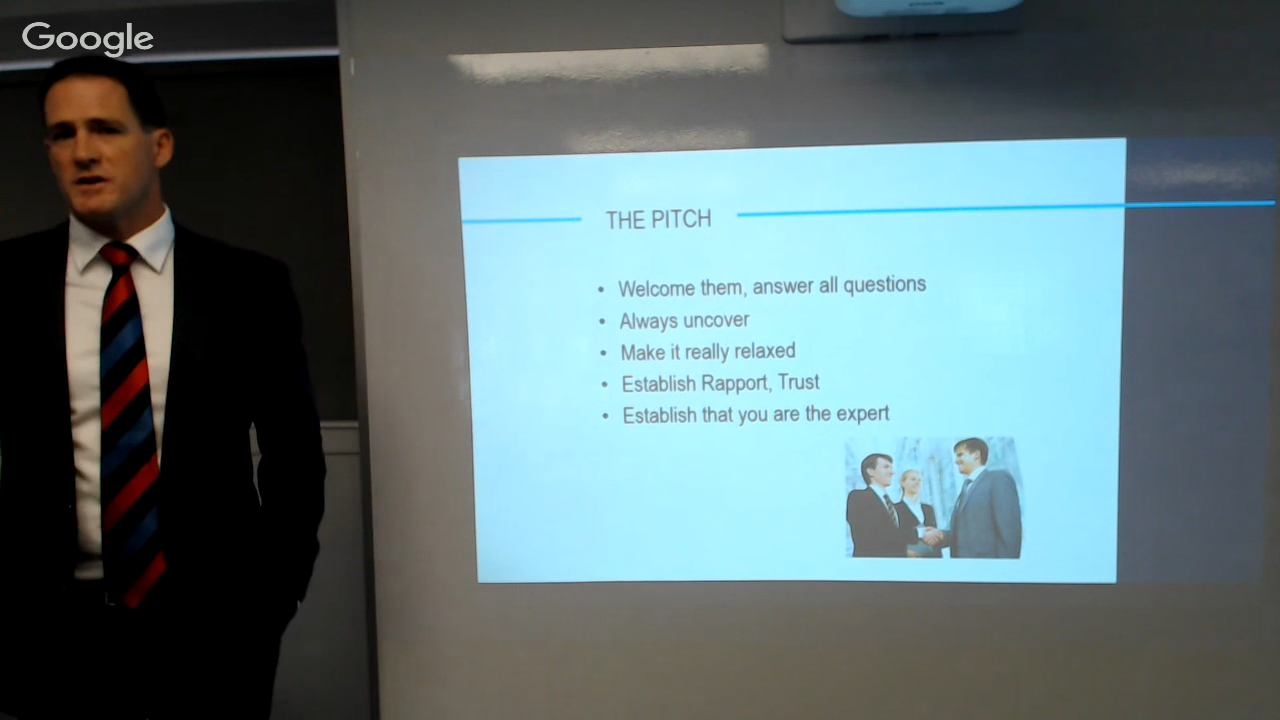 Google
THE PITCH
• Welcome them, answer all questions
• Always uncover
• Make it really relaxed
• Establish Rapport, Trust
• Establish that you are the expert